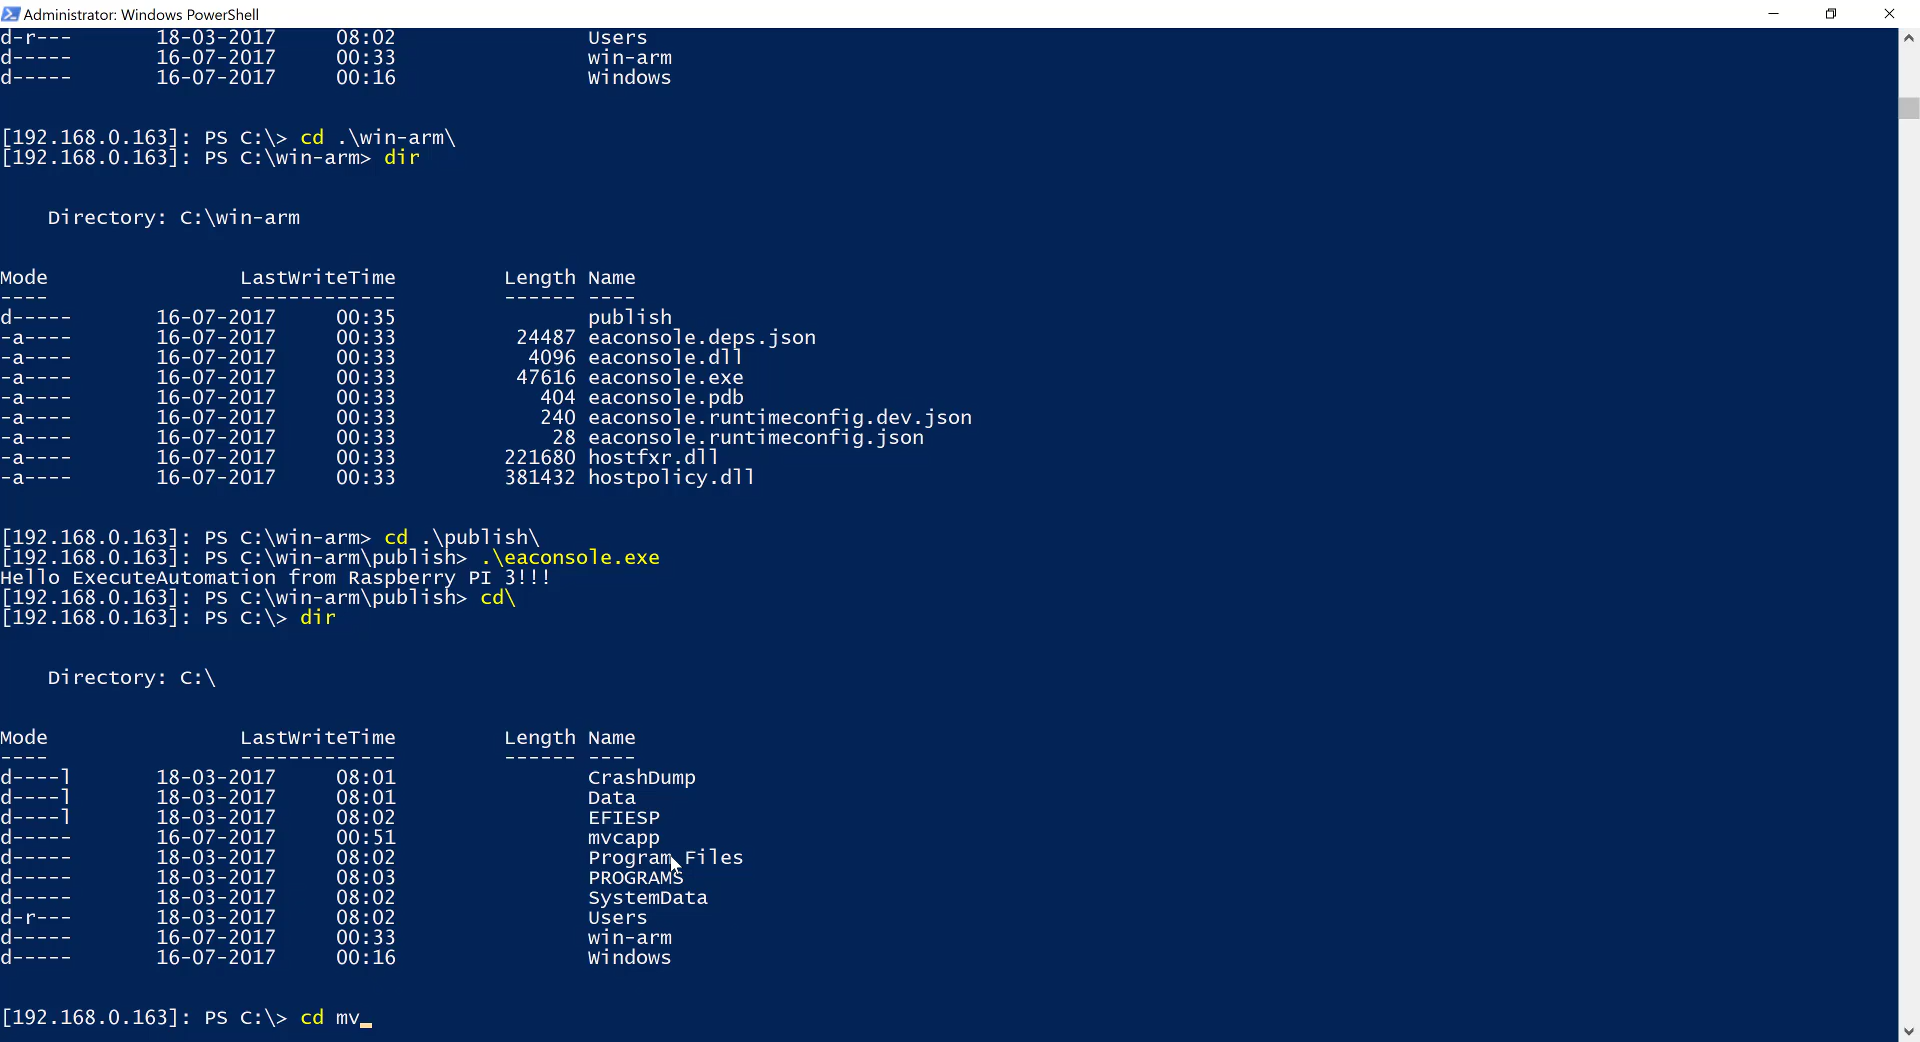 Administrator: Windows PowerShell
d-r--- 18-03-2017 08:02 Users
d----- 16-07-2017 00:33 win-arm
d----- 16-07-2017 00:16 Windows
[192.168.0.163]: PS C:\> cd .\win-arm\
[192.168.0.163]: PS C:\win-arm> dir
Directory: C:\win-arm
Mode LastWriteTime Length Name
---- ------------- ------ ----
d----- 16-07-2017 00:35 publish
-a---- 16-07-2017 00:33 24487 eaconsole.deps.json
-a---- 16-07-2017 00:33 4096 eaconsole.dll
-a---- 16-07-2017 00:33 47616 eaconsole.exe
-a---- 16-07-2017 00:33 404 eaconsole.pdb
-a---- 16-07-2017 00:33 240 eaconsole.runtimeconfig.dev.json
-a---- 16-07-2017 00:33 28 eaconsole.runtimeconfig.json
-a---- 16-07-2017 00:33 221680 hostfxr.dll
-a---- 16-07-2017 00:33 381432 hostpolicy.dll
[192.168.0.163]: PS C:\win-arm> cd .\publish\
[192.168.0.163]: PS C:\win-arm\publish> .\eaconsole.exe
Hello ExecuteAutomation from Raspberry PI 3!!!
[192.168.0.163]: PS C:\win-arm\publish> cd\
[192.168.0.163]: PS C:\> dir
Directory: C:\
Mode LastWriteTime Length Name
---- ------------- ------ ----
d----l 18-03-2017 08:01 CrashDump
d----l 18-03-2017 08:01 Data
d----l 18-03-2017 08:02 EFIESP
d----- 16-07-2017 00:51 mvcapp
d----- 18-03-2017 08:02 Program Files
d----- 18-03-2017 08:03 PROGRAMS
d----- 18-03-2017 08:02 SystemData
d-r--- 18-03-2017 08:02 Users
d----- 16-07-2017 00:33 win-arm
d----- 16-07-2017 00:16 Windows
[192.168.0.163]: PS C:\> cd mv